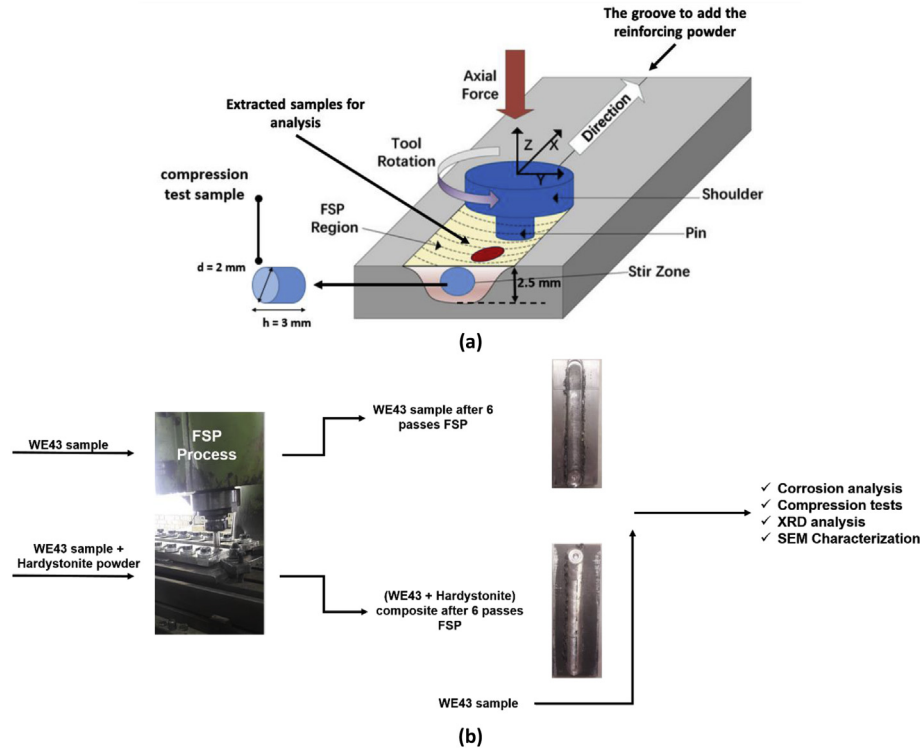 The groove to add the
reinforcing powder
Axial
Force
Extracted samples for
analysis
Direction
Z
X
Y
Tool
Rotation
compression
test sample
Shoulder
FSP
Region
Pin
d = 2 mm
2.5 mm
Stir Zone
h = 3 mm
(a)
WE43 sample after 6
passes FSP
FSP
Process
WE43 sample
✓ Corrosion analysis
✓ Compression tests
✓ XRD analysis
✓ SEM Characterization
WE43 sample +
Hardystonite powder
(WE43 + Hardystonite)
composite after 6 passes
FSP
WE43 sample
(b)